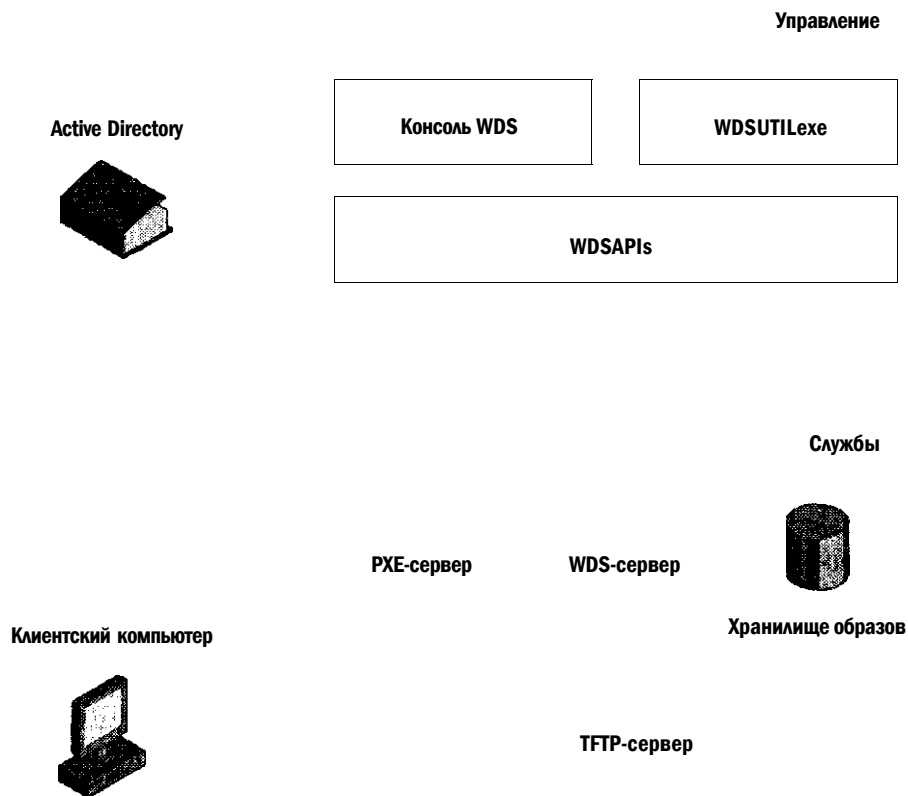 Управление
Active Directory
Консоль WDS
WDSUTILexe
WDSAPIs
Службы
PXE-сервер
WDS-сервер
Хранилище образов
Клиентский компьютер
TFTP-сервер